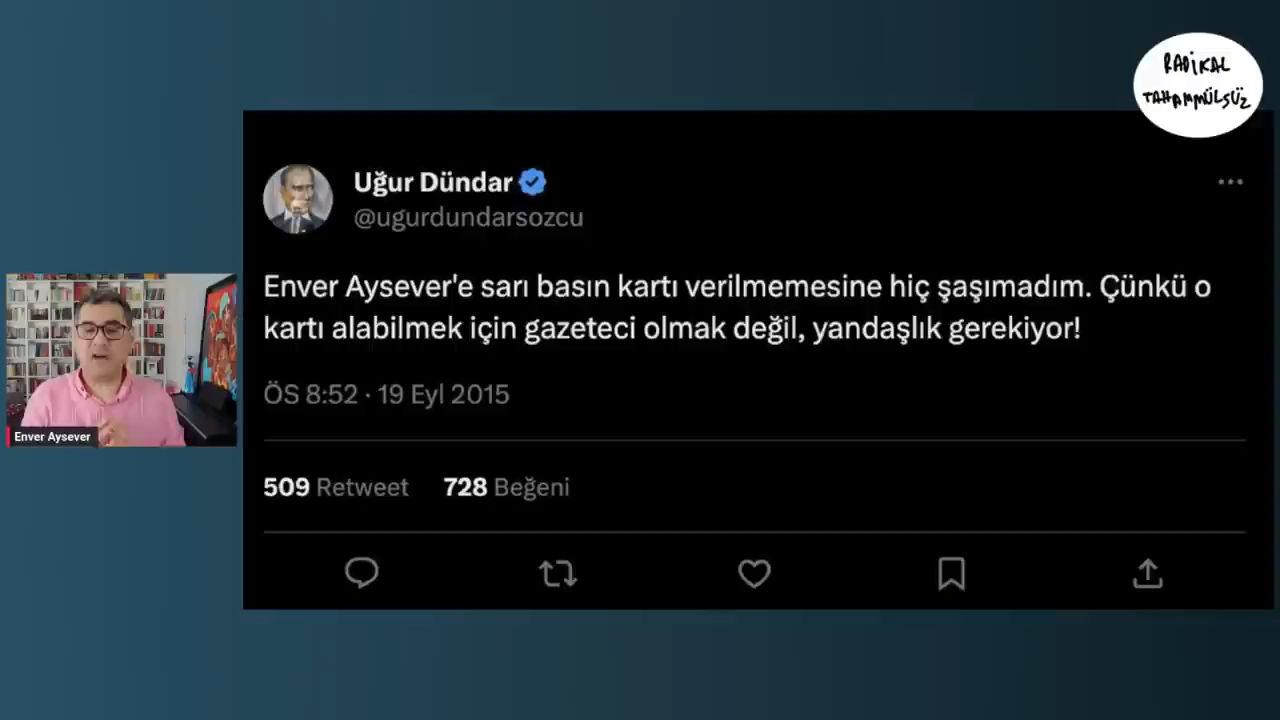 RADİKAL
TAHAMMÜLSÜZ
Uğur Dündar
@ugurdundarsozcu
Enver Aysever'e sarı basın kartı verilmemesine hiç şaşımadım. Çünkü o
kartı alabilmek için gazeteci olmak değil, yandaşlık gerekiyor!
ÖS 8:52 · 19 Eyl 2015
509 Retweet 728 Beğeni
Enver Aysever